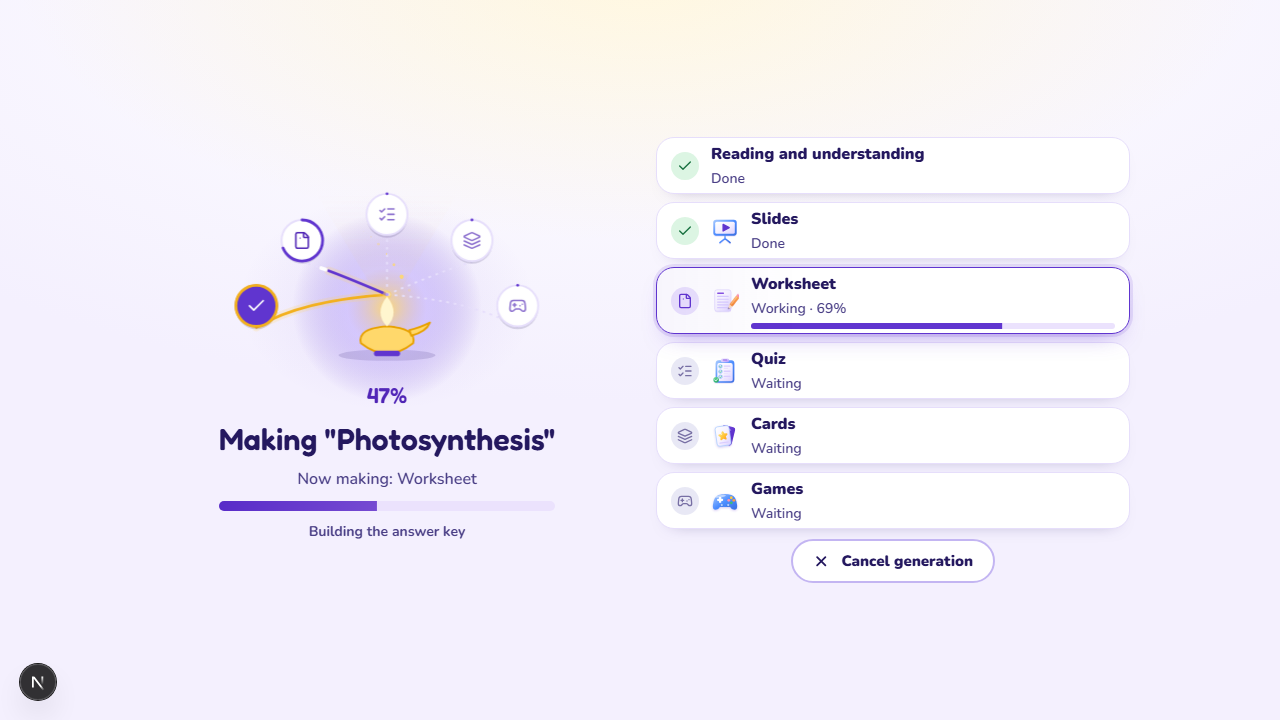 47%
Making "Photosynthesis"
Now making: Worksheet
Building the answer key
Reading and understanding
Done
Slides
Done
Worksheet
Working · 69%
Quiz
Waiting
Cards
Waiting
Games
Waiting
Cancel generation
N